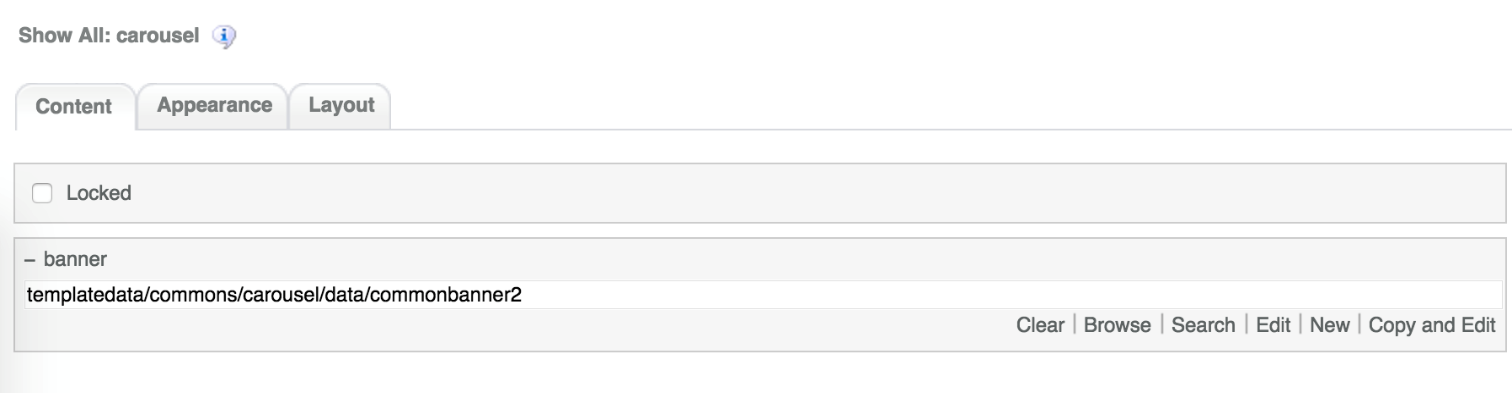 Show All: carousel
Content Appearance Layout
Locked
– banner
templatedata/commons/carousel/data/commonbanner2
Clear | Browse | Search | Edit | New | Copy and Edit